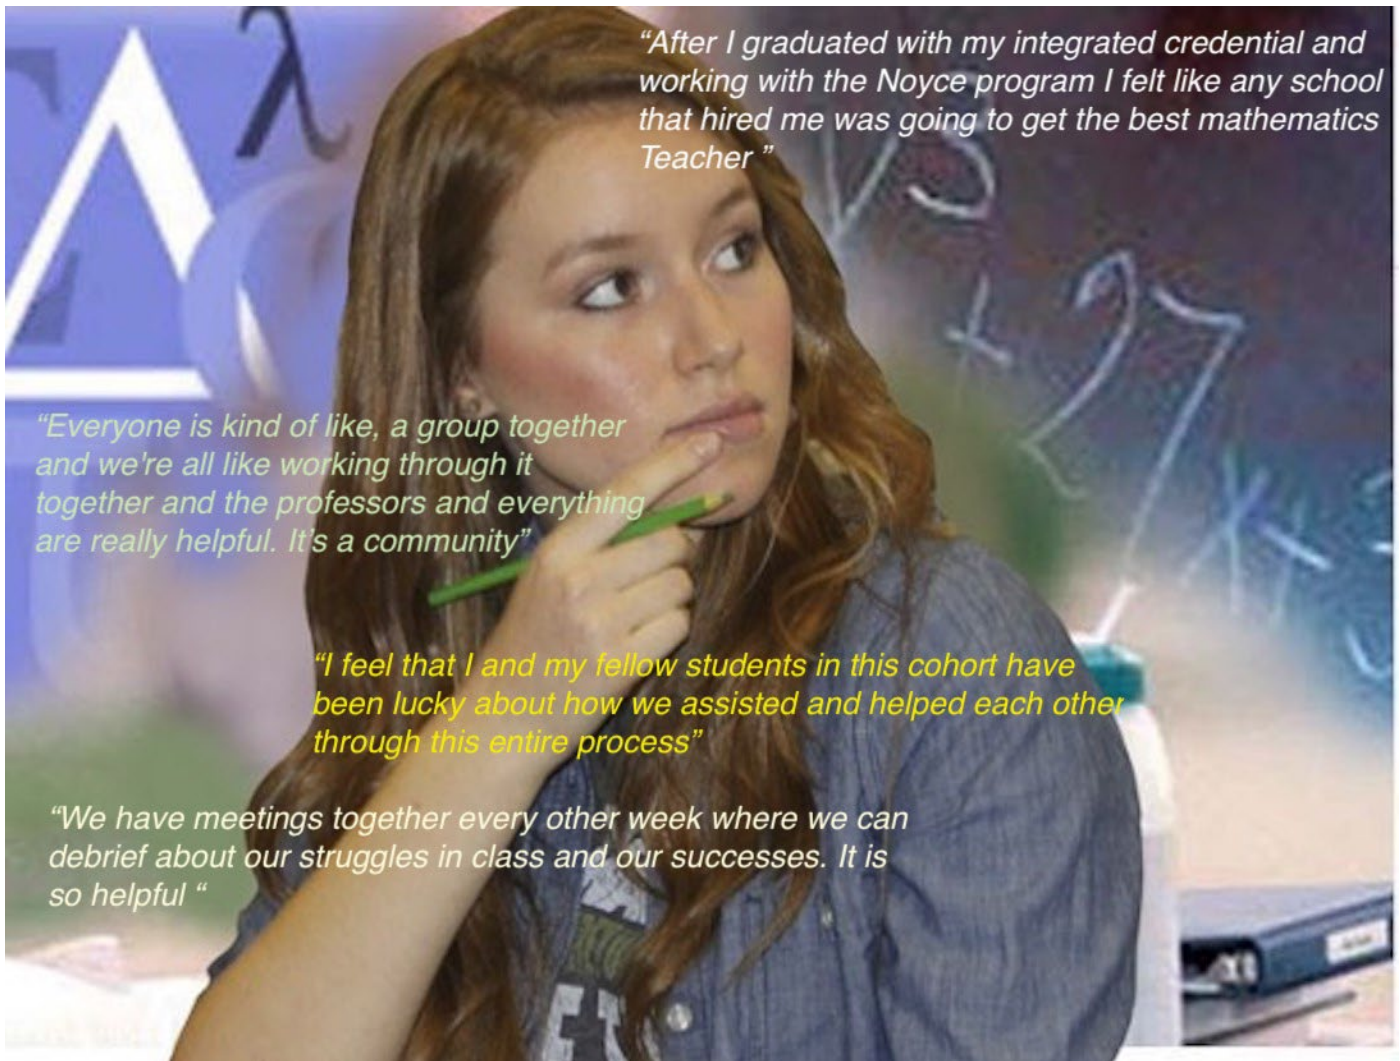 “After I graduated with my integrated credential and
working with the Noyce program I felt like any school
that hired me was going to get the best mathematics
Teacher ”
Δ
λ
√3
+ 27
“Everyone is kind of like, a group together
and we're all like working through it
together and the professors and everything
are really helpful. It's a community”
“I feel that I and my fellow students in this cohort have
been lucky about how we assisted and helped each other
through this entire process”
“We have meetings together every other week where we can
debrief about our struggles in class and our successes. It is
so helpful “